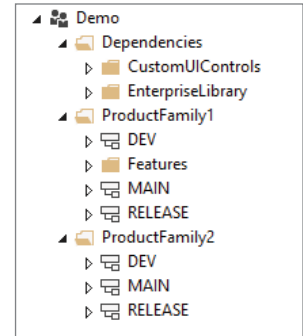 Demo
Dependencies
CustomUIControls
EnterpriseLibrary
ProductFamily1
DEV
Features
MAIN
RELEASE
ProductFamily2
DEV
MAIN
RELEASE